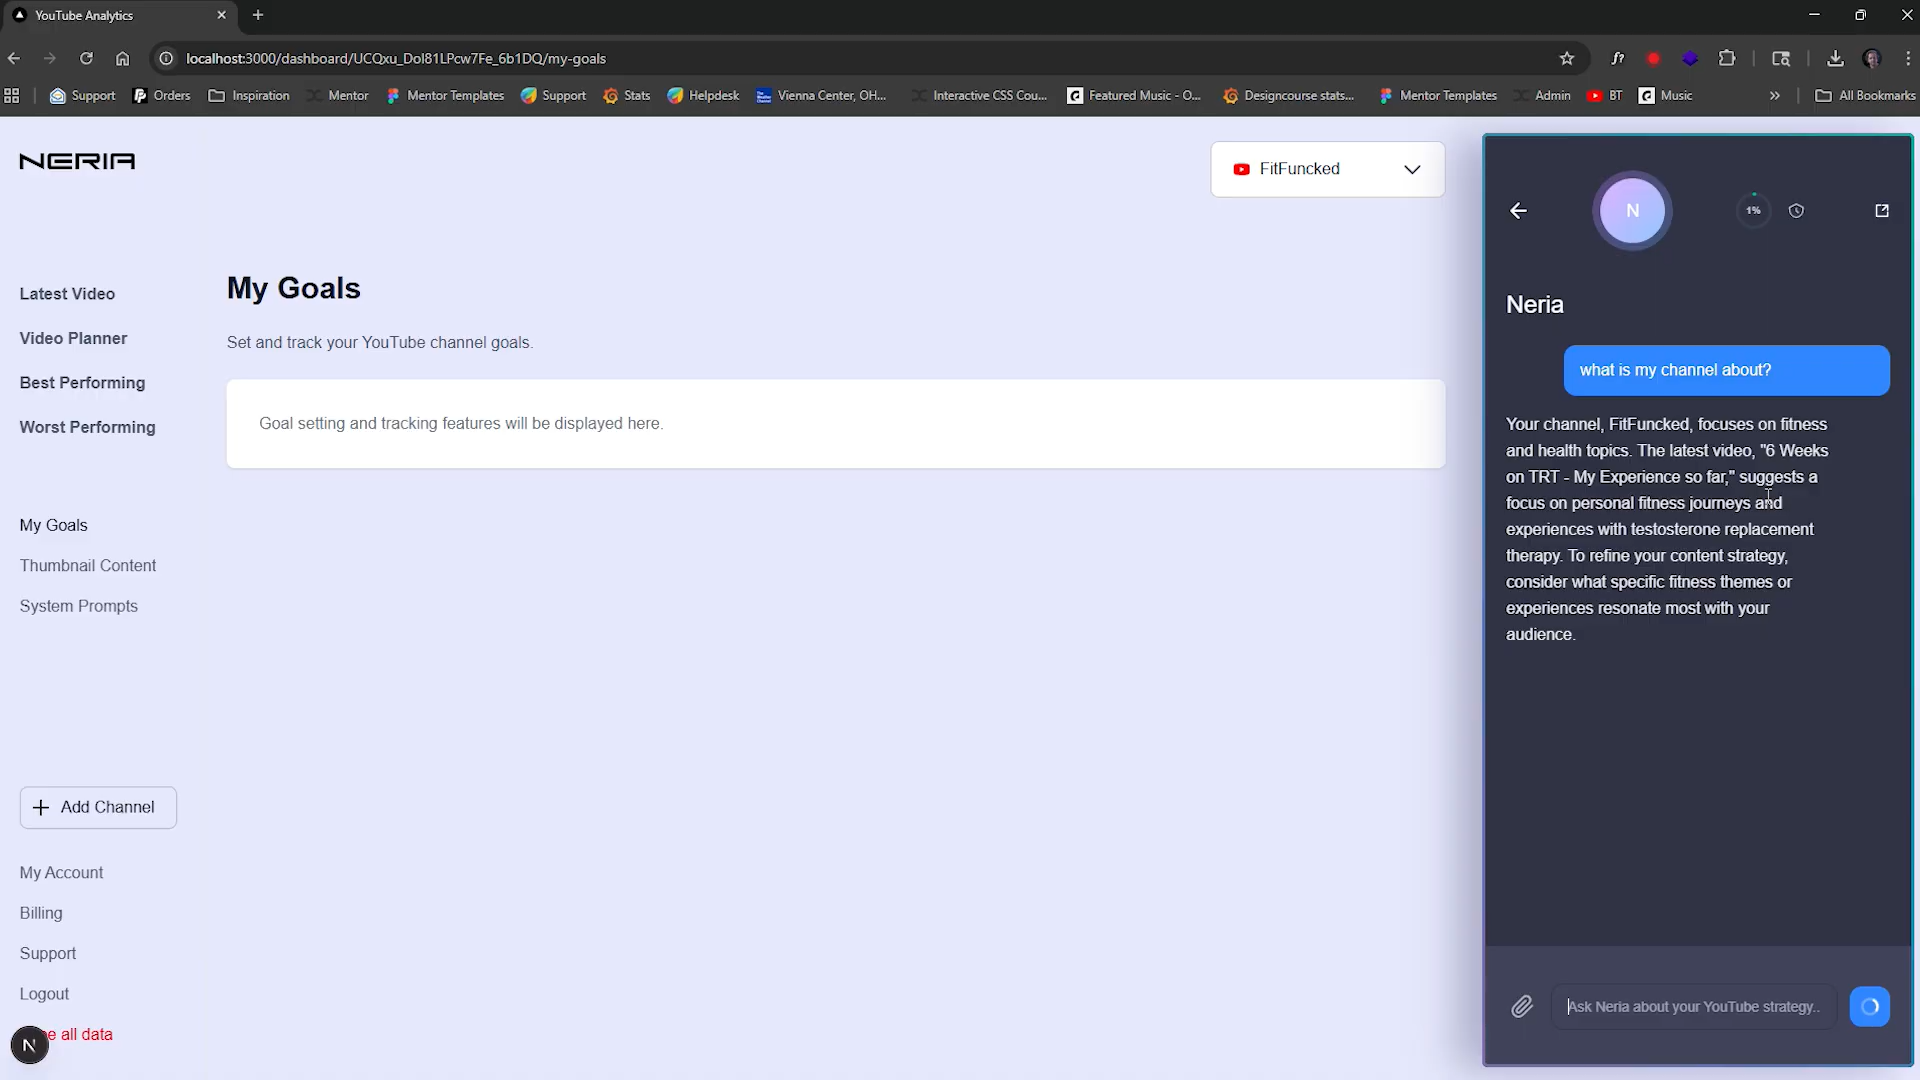 YouTube Analytics
localhost:3000/dashboard/UCQxu_Dol81LPcw7Fe_6b1DQ/my-goals
f?
Support
Orders
Inspiration
Mentor
Mentor Templates
Support
Stats
Helpdesk
Vienna Center, OH...
Interactive CSS Cou...
Featured Music - O...
Designcourse stats...
Mentor Templates
Admin
BT
Music
»
All Bookmarks
NERIA
FitFuncked
Latest Video
Video Planner
Best Performing
Worst Performing
My Goals
Thumbnail Content
System Prompts
Add Channel
My Account
Billing
Support
Logout
e all data
N
My Goals
Set and track your YouTube channel goals.
Goal setting and tracking features will be displayed here.
N
1%
Neria
what is my channel about?
Your channel, FitFuncked, focuses on fitness
and health topics. The latest video, "6 Weeks
on TRT - My Experience so far," suggests a
focus on personal fitness journeys and
experiences with testosterone replacement
therapy. To refine your content strategy,
consider what specific fitness themes or
experiences resonate most with your
audience.
Ask Neria about your YouTube strategy..